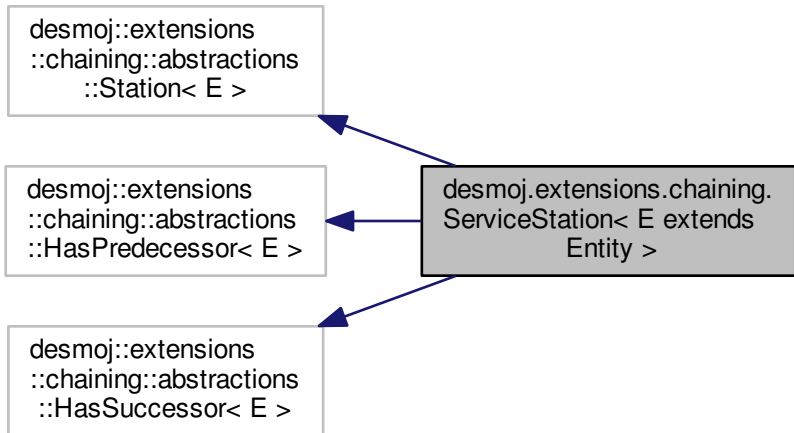 desmoj::extensions
::chaining::abstractions
::Station< E >
desmoj::extensions
::chaining::abstractions
::HasPredecessor< E >
desmoj.extensions.chaining.
ServiceStation< E extends
Entity >
desmoj::extensions
::chaining::abstractions
::HasSuccessor< E >